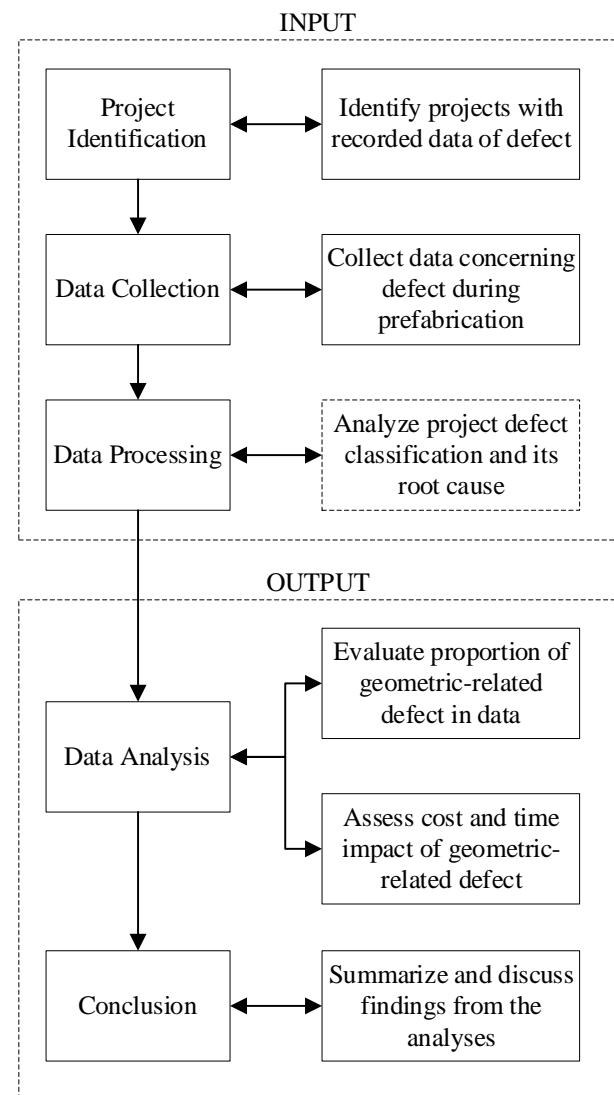 INPUT
Project
Identification
Identify projects with
recorded data of defect
Data Collection
Collect data concerning
defect during
prefabrication
Data Processing
Analyze project defect
classification and its
root cause
OUTPUT
Evaluate proportion of
geometric-related
defect in data
Data Analysis
Assess cost and time
impact of geometric-
related defect
Conclusion
Summarize and discuss
findings from the
analyses